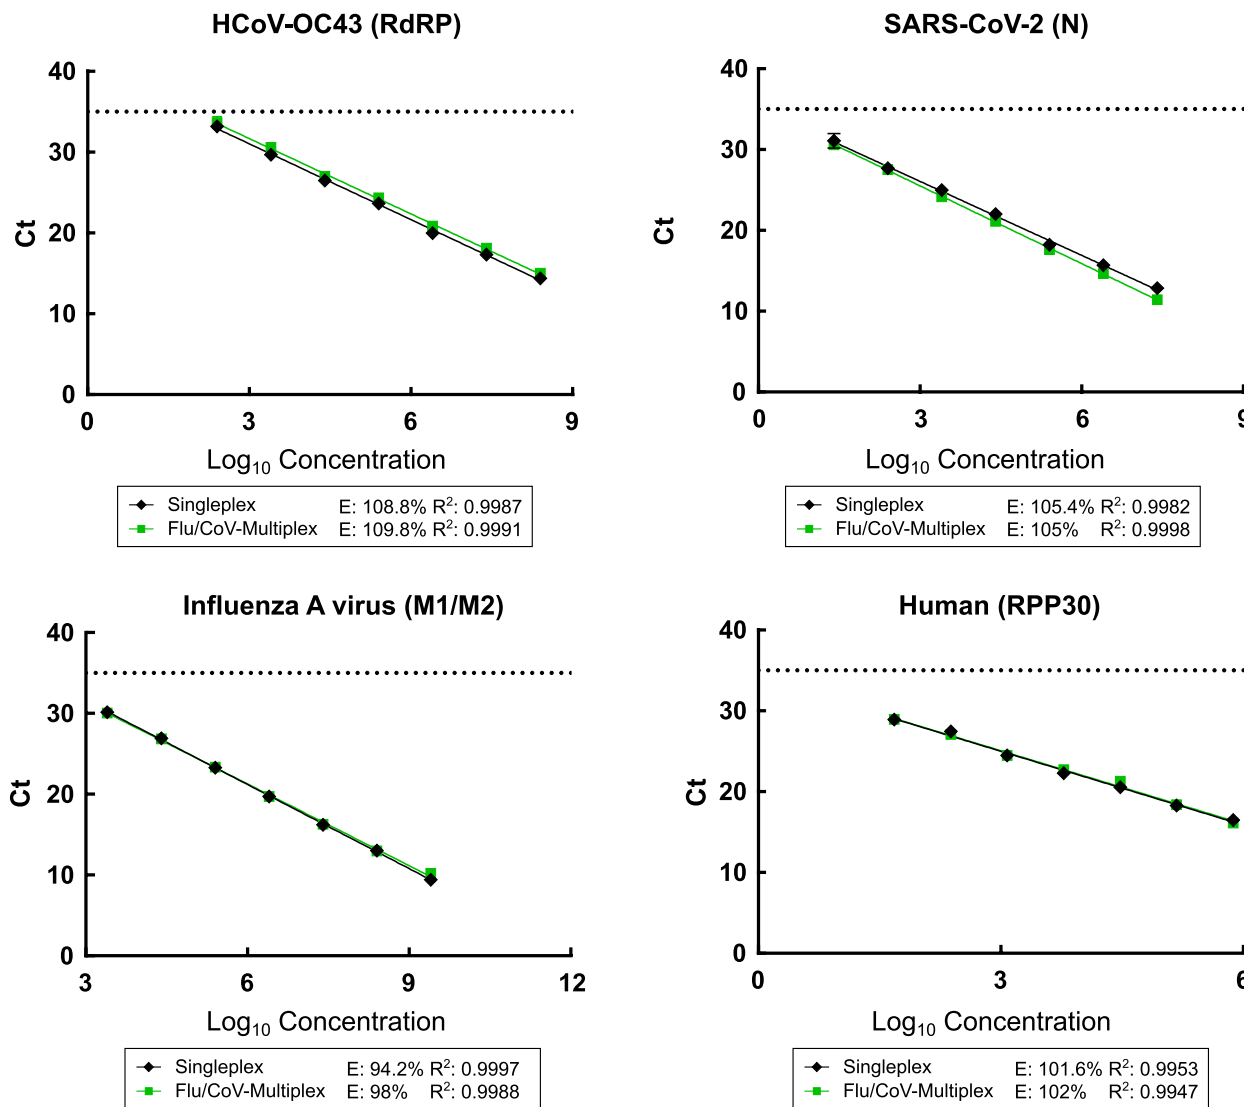 HCoV-OC43 (RdRP)
40
30
20
10
0
Ct
0 3 6 9
Log₁₀ Concentration
Singleplex E: 108.8% R²: 0.9987
Flu/CoV-Multiplex E: 109.8% R²: 0.9991
SARS-CoV-2 (N)
40
30
20
10
0
Ct
0 3 6 9
Log₁₀ Concentration
Singleplex E: 105.4% R²: 0.9982
Flu/CoV-Multiplex E: 105% R²: 0.9998
Influenza A virus (M1/M2)
40
30
20
10
0
Ct
3 6 9 12
Log₁₀ Concentration
Singleplex E: 94.2% R²: 0.9997
Flu/CoV-Multiplex E: 98% R²: 0.9988
Human (RPP30)
40
30
20
10
0
Ct
0 3 6
Log₁₀ Concentration
Singleplex E: 101.6% R²: 0.9953
Flu/CoV-Multiplex E: 102% R²: 0.9947